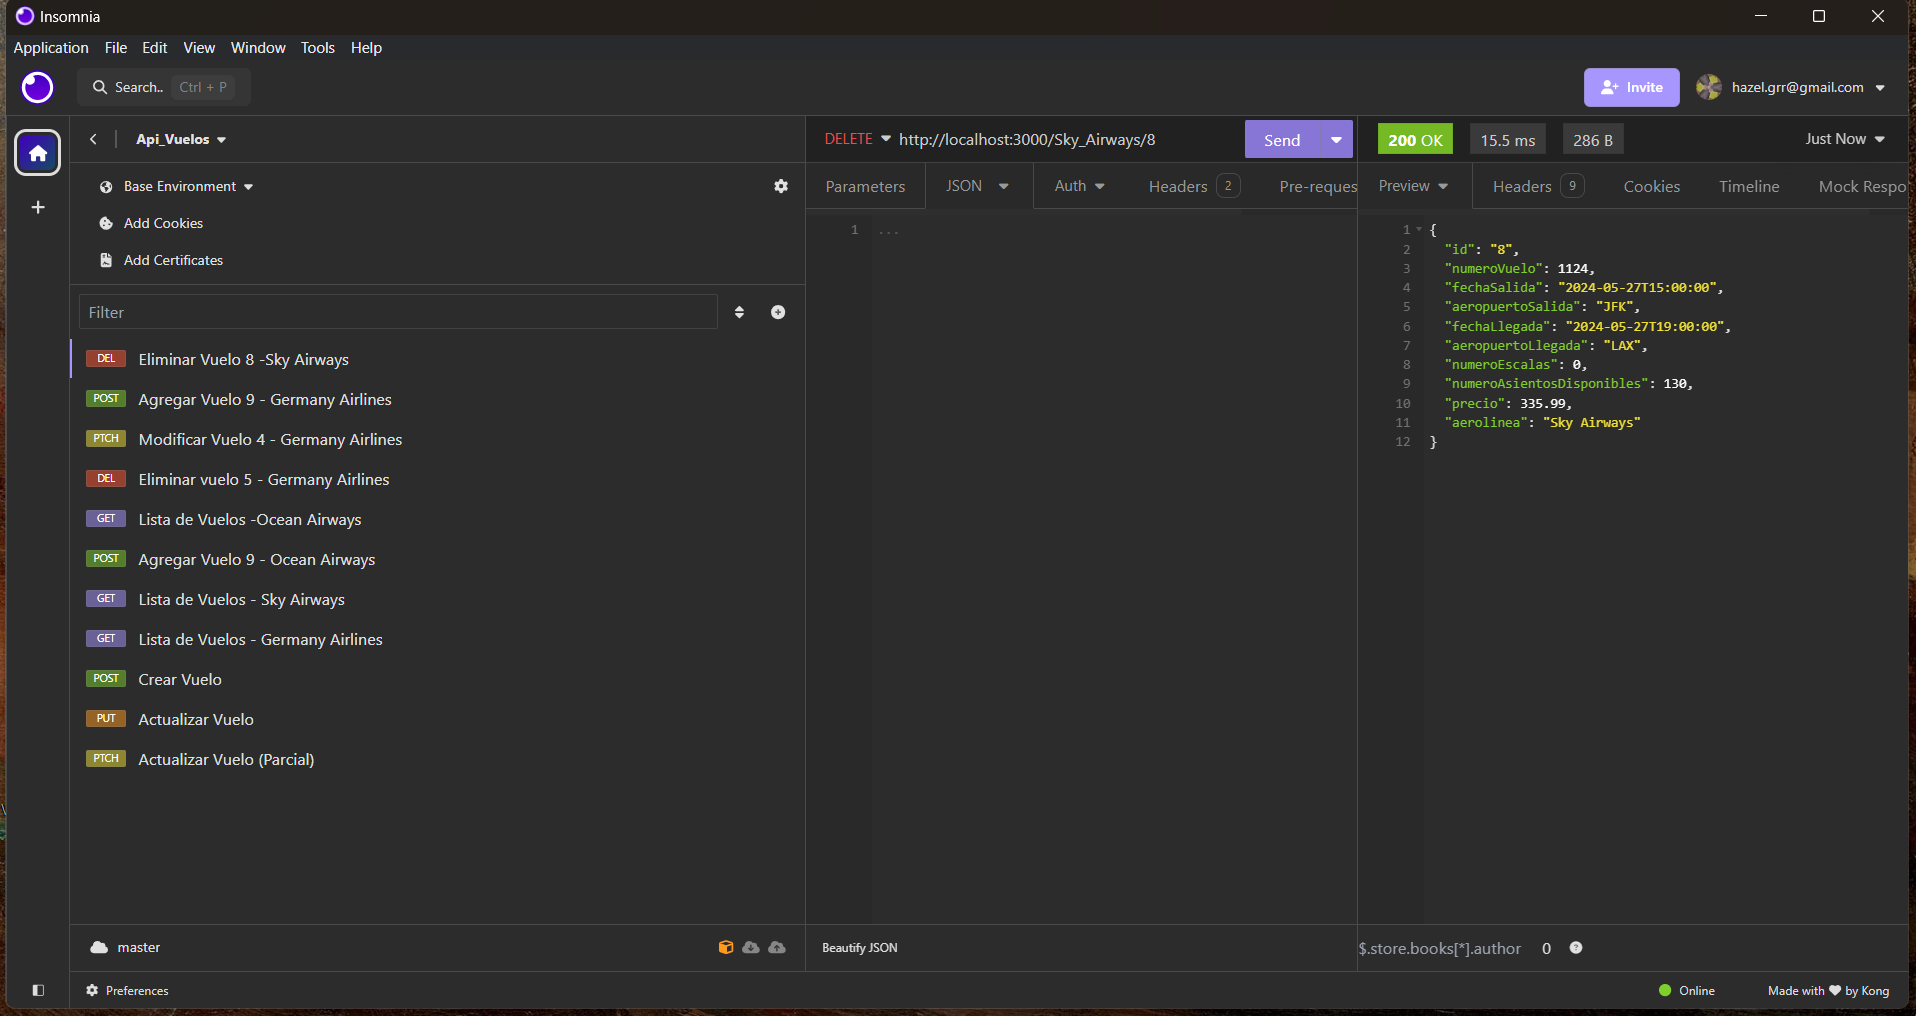 Insomnia
Application File Edit View Window Tools Help
Search.. Ctrl + P
Invite
hazel.grr@gmail.com
Api_Vuelos
Base Environment
Add Cookies
Add Certificates
Filter
DEL Eliminar Vuelo 8 -Sky Airways
POST Agregar Vuelo 9 - Germany Airlines
PTCH Modificar Vuelo 4 - Germany Airlines
DEL Eliminar vuelo 5 - Germany Airlines
GET Lista de Vuelos -Ocean Airways
POST Agregar Vuelo 9 - Ocean Airways
GET Lista de Vuelos - Sky Airways
GET Lista de Vuelos - Germany Airlines
POST Crear Vuelo
PUT Actualizar Vuelo
PTCH Actualizar Vuelo (Parcial)
master
Preferences
DELETE http://localhost:3000/Sky_Airways/8 Send
Parameters JSON Auth Headers 2 Pre-reques
1 ...
Beautify JSON
200 OK 15.5 ms 286 B Just Now
Preview Headers 9 Cookies Timeline Mock Respo
1 {
2 "id": "8",
3 "numeroVuelo": 1124,
4 "fechaSalida": "2024-05-27T15:00:00",
5 "aeropuertoSalida": "JFK",
6 "fechaLlegada": "2024-05-27T19:00:00",
7 "aeropuertoLlegada": "LAX",
8 "numeroEscalas": 0,
9 "numeroAsientosDisponibles": 130,
10 "precio": 335.99,
11 "aerolinea": "Sky Airways"
12 }
$.store.books[*].author 0 ?
Online
Made with ❤ by Kong